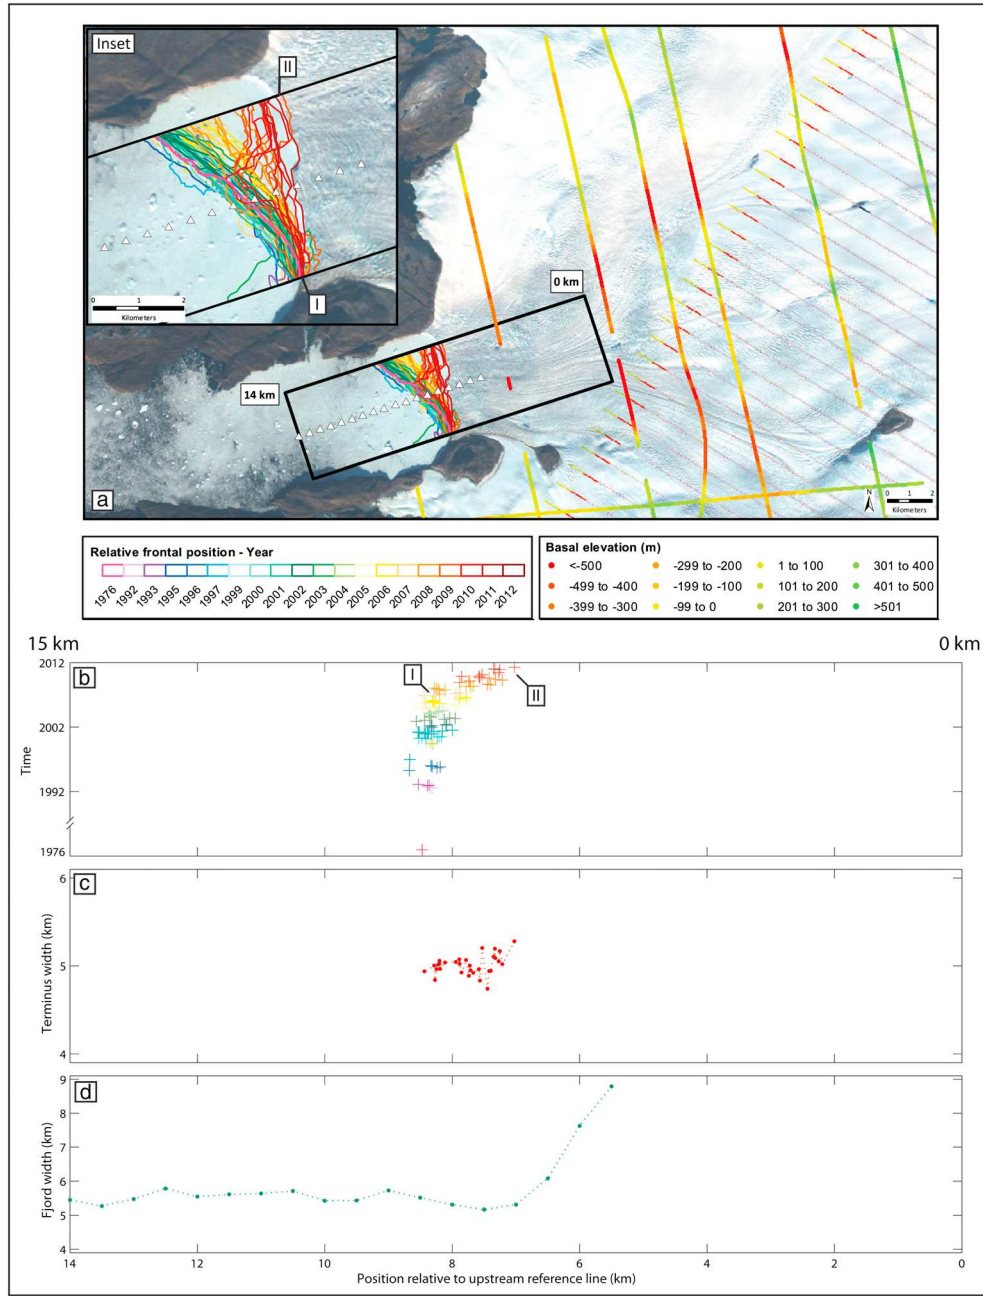 Inset
II
I
0 1 2
Kilometers
0 km
14 km
a
N
0 1 2
Kilometers
Relative frontal position - Year
1976 1992 1993 1995 1996 1997 1999 2000 2001 2002 2003 2004 2005 2006 2007 2008 2009 2010 2011 2012
Basal elevation (m)
<-500 -299 to -200 1 to 100 301 to 400
-499 to -400 -199 to -100 101 to 200 401 to 500
-399 to -300 -99 to 0 201 to 300 >501
15 km 0 km
b
I
II
2012
2002
1992
1976
Time
c
6
5
4
Terminus width (km)
d
9
8
7
6
5
4
Fjord width (km)
14 12 10 8 6 4 2 0
Position relative to upstream reference line (km)